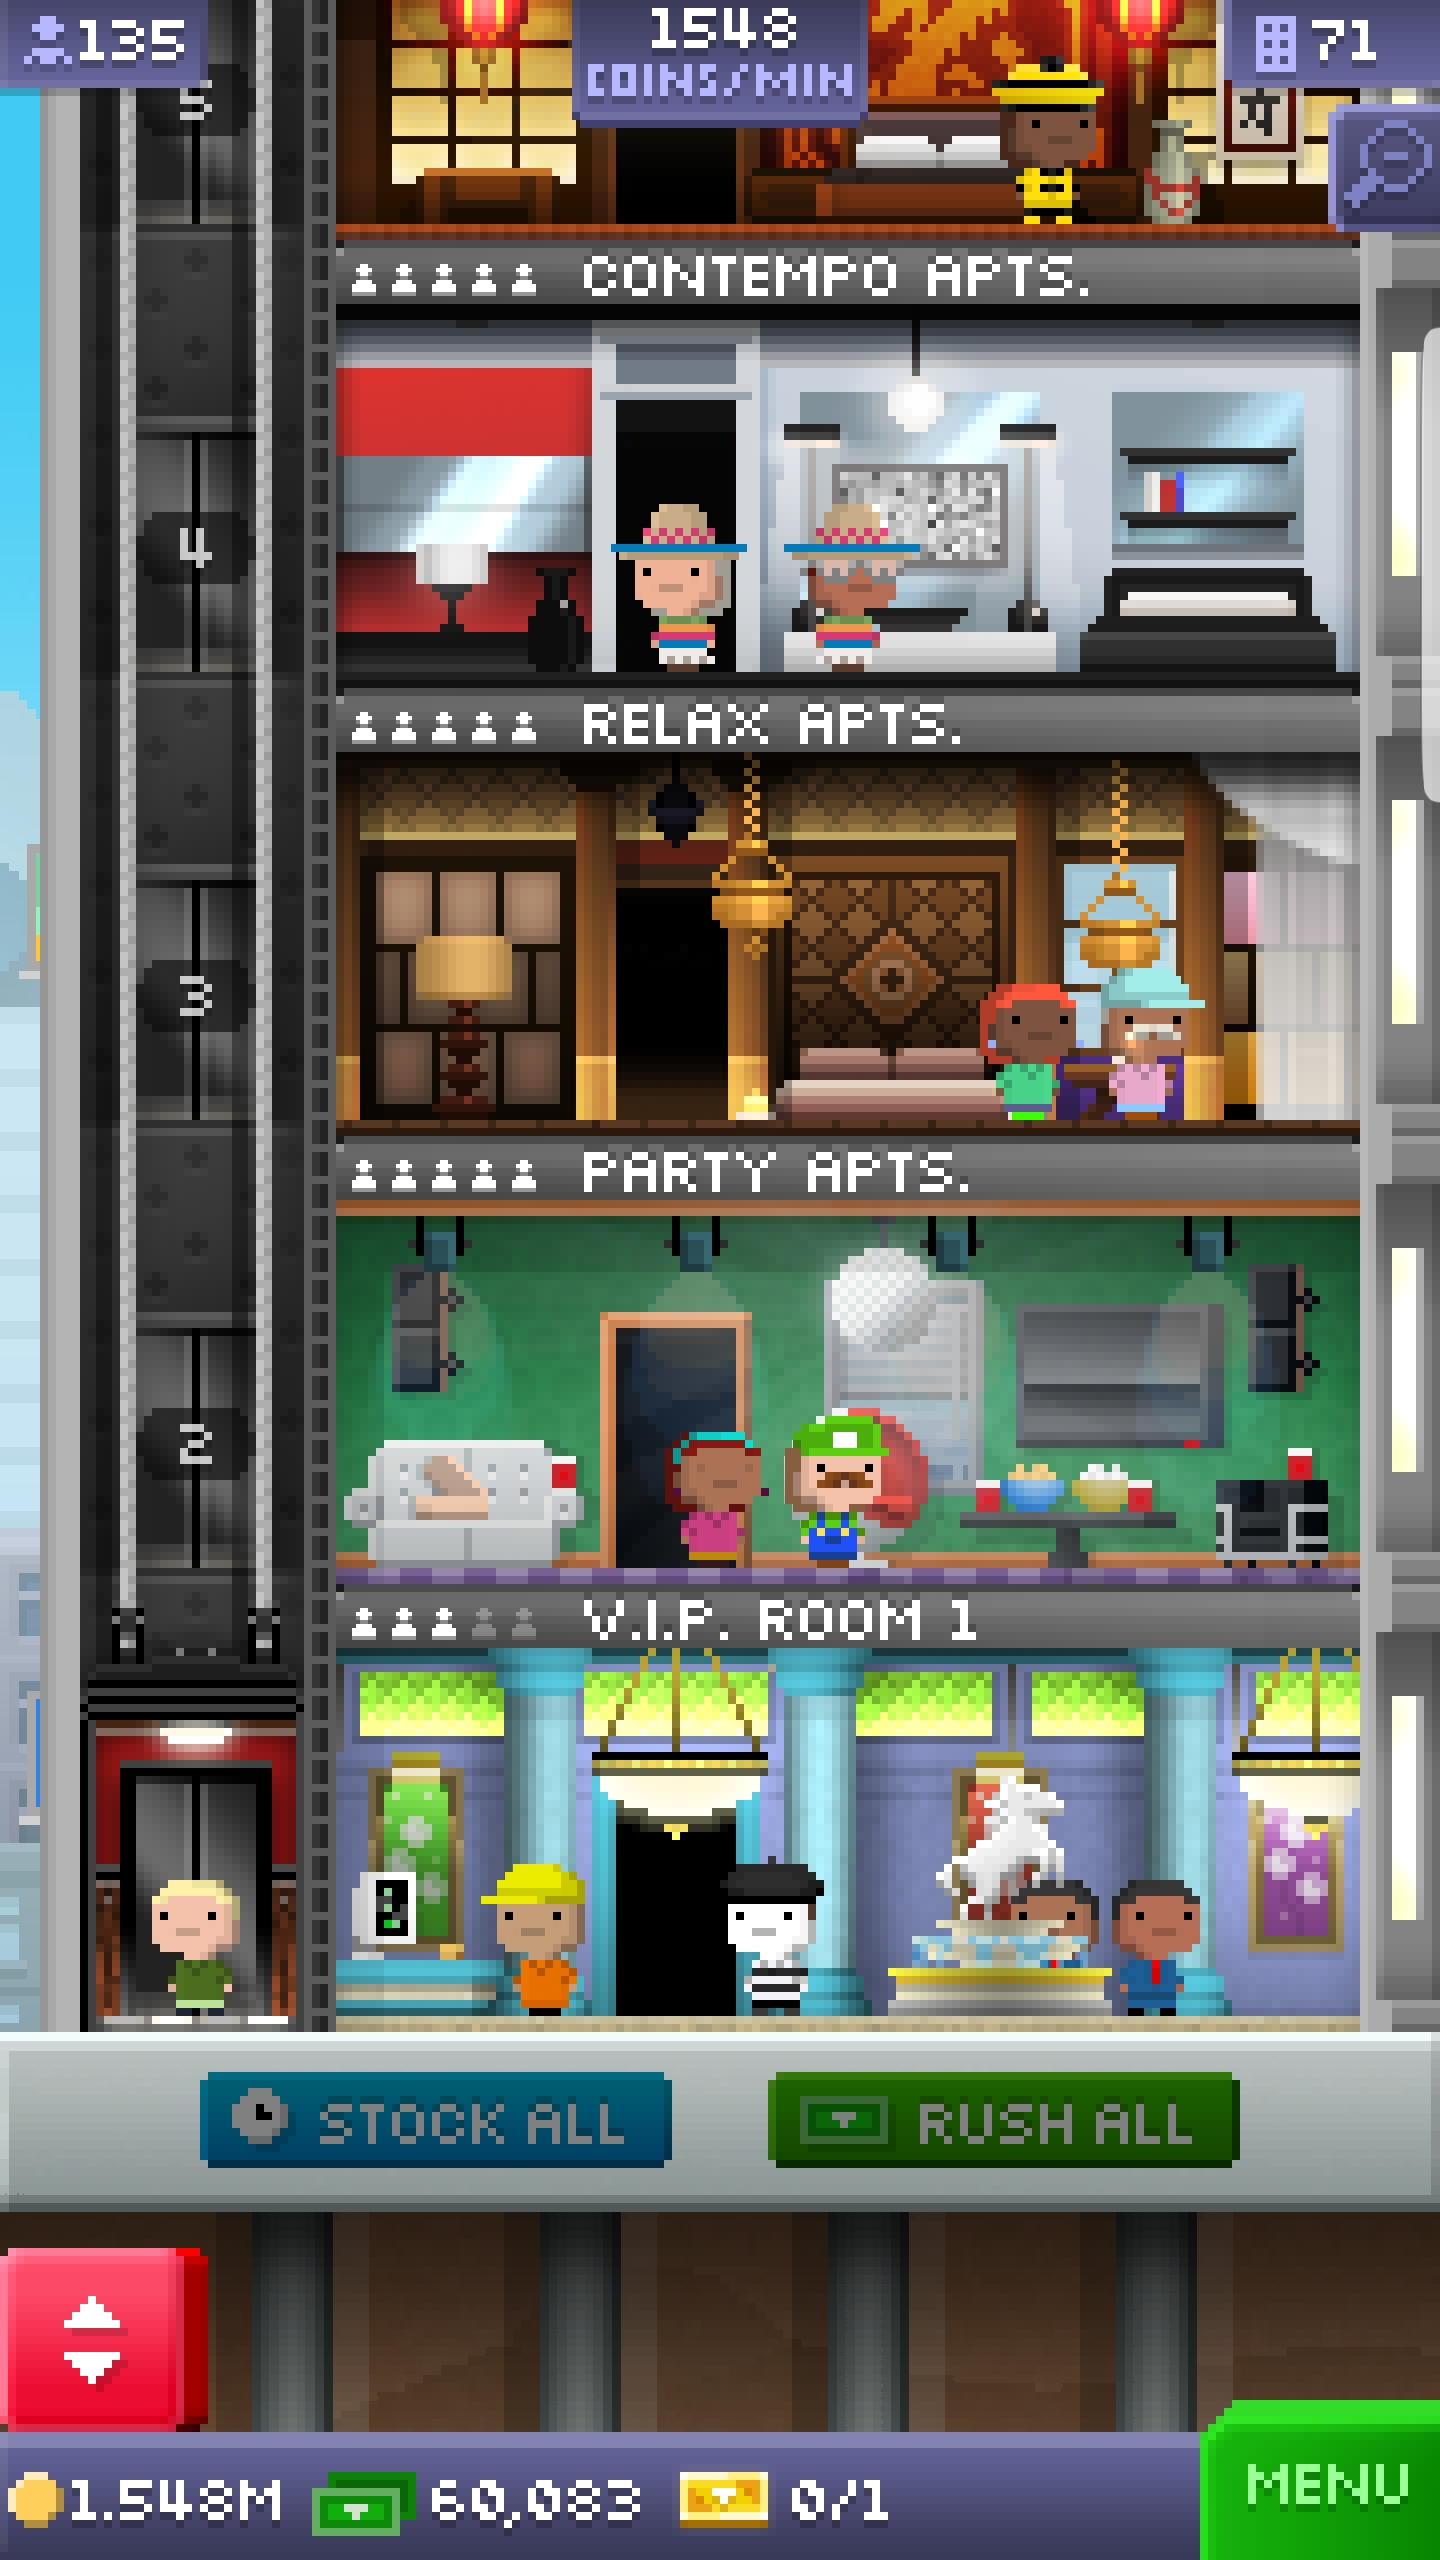 135
1548
COINS/MIN
71
5
CONTEMPO APTS.
4
RELAX APTS.
3
PARTY APTS.
2
V.I.P. ROOM 1
STOCK ALL
RUSH ALL
1.548M
60,083
0/1
MENU